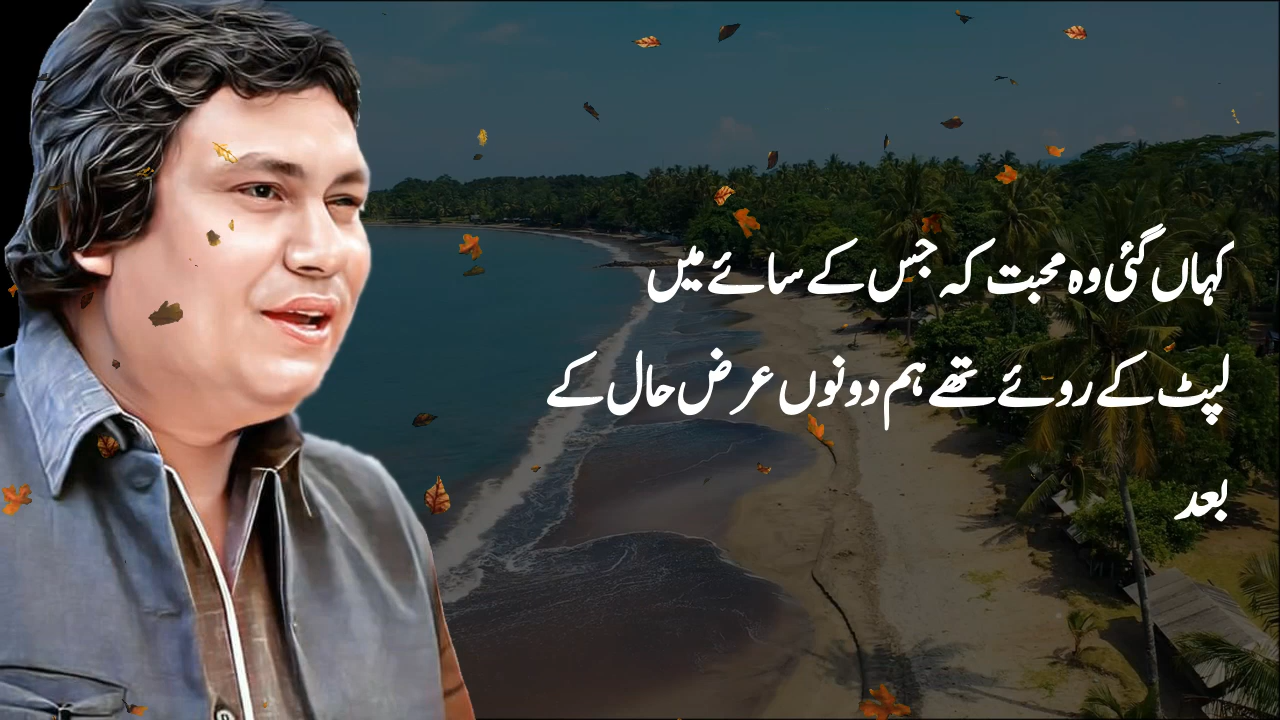 کہاں گئی وہ محبت کہ جس کے سائے میں
لپٹ کے روئے تھے ہم دونوں عرض حال کے
بعد